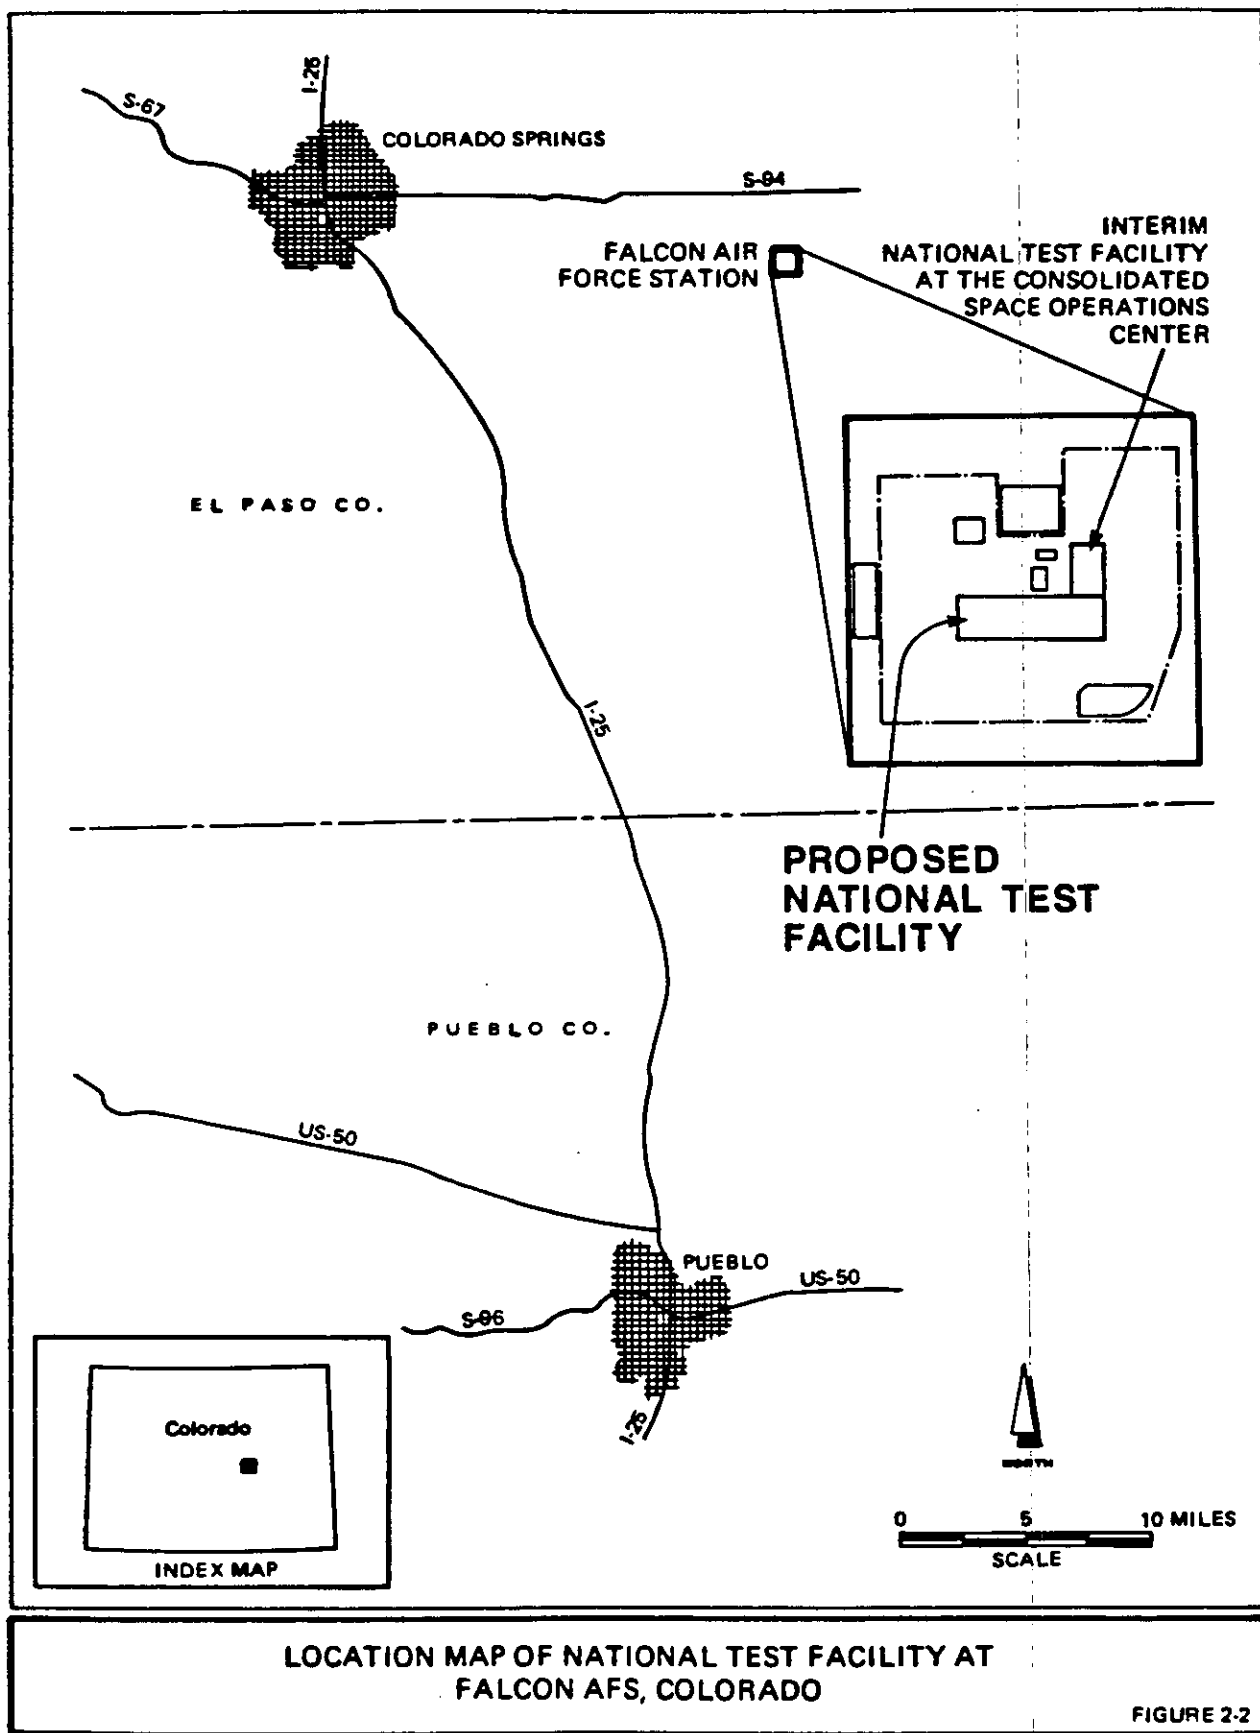 I-25
S-67
COLORADO SPRINGS
S-94
FALCON AIR
FORCE STATION
INTERIM
NATIONAL TEST FACILITY
AT THE CONSOLIDATED
SPACE OPERATIONS
CENTER
EL PASO CO.
I-25
PROPOSED
NATIONAL TEST
FACILITY
PUEBLO CO.
US-50
PUEBLO
US-50
S-96
I-25
Colorado
INDEX MAP
NORTH
0 5 10 MILES
SCALE
LOCATION MAP OF NATIONAL TEST FACILITY AT
FALCON AFS, COLORADO
FIGURE 2-2